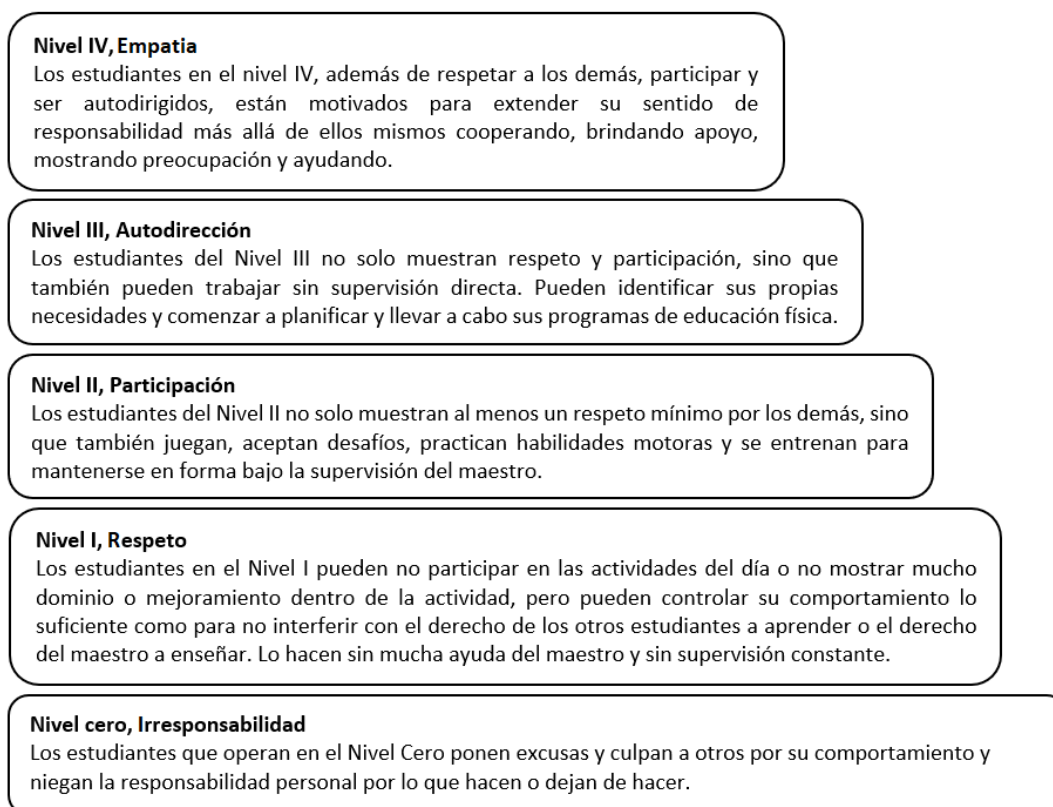 Nivel IV, Empatia
Los estudiantes en el nivel IV, además de respetar a los demás, participar y
ser autodirigidos, están motivados para extender su sentido de
responsabilidad más allá de ellos mismos cooperando, brindando apoyo,
mostrando preocupación y ayudando.
Nivel III, Autodirección
Los estudiantes del Nivel III no solo muestran respeto y participación, sino que
también pueden trabajar sin supervisión directa. Pueden identificar sus propias
necesidades y comenzar a planificar y llevar a cabo sus programas de educación física.
Nivel II, Participación
Los estudiantes del Nivel II no solo muestran al menos un respeto mínimo por los demás, sino
que también juegan, aceptan desafíos, practican habilidades motoras y se entrenan para
mantenerse en forma bajo la supervisión del maestro.
Nivel I, Respeto
Los estudiantes en el Nivel I pueden no participar en las actividades del día o no mostrar mucho
dominio o mejoramiento dentro de la actividad, pero pueden controlar su comportamiento lo
suficiente como para no interferir con el derecho de los otros estudiantes a aprender o el derecho
del maestro a enseñar. Lo hacen sin mucha ayuda del maestro y sin supervisión constante.
Nivel cero, Irresponsabilidad
Los estudiantes que operan en el Nivel Cero ponen excusas y culpan a otros por su comportamiento y
niegan la responsabilidad personal por lo que hacen o dejan de hacer.